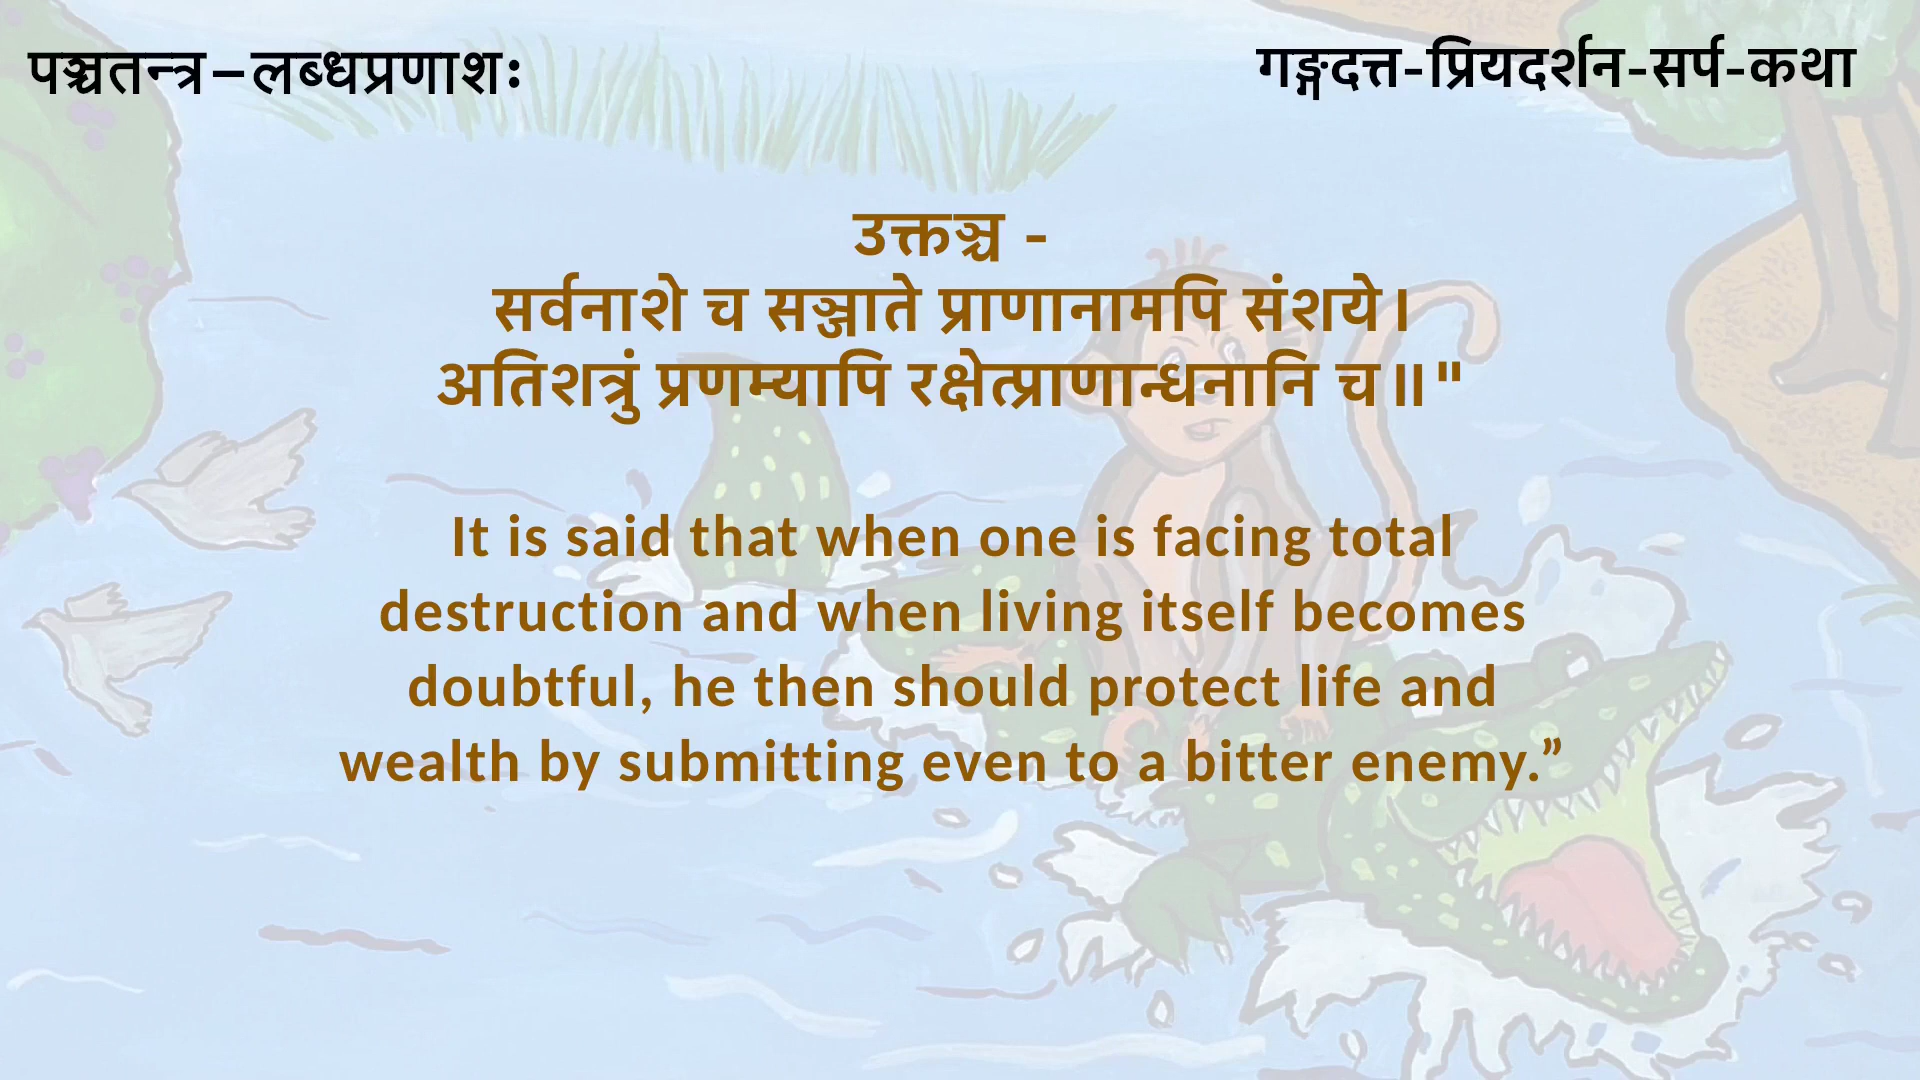 पञ्चतन्त्र–लब्धप्रणाशः
गङ्गदत्त-प्रियदर्शन-सर्प-कथा
उक्तञ्च -
सर्वनाशे च सञ्जाते प्राणानामपि संशये।
अतिशत्रुं प्रणम्यापि रक्षेत्प्राणान्धनानि च॥"
It is said that when one is facing total
destruction and when living itself becomes
doubtful, he then should protect life and
wealth by submitting even to a bitter enemy.”